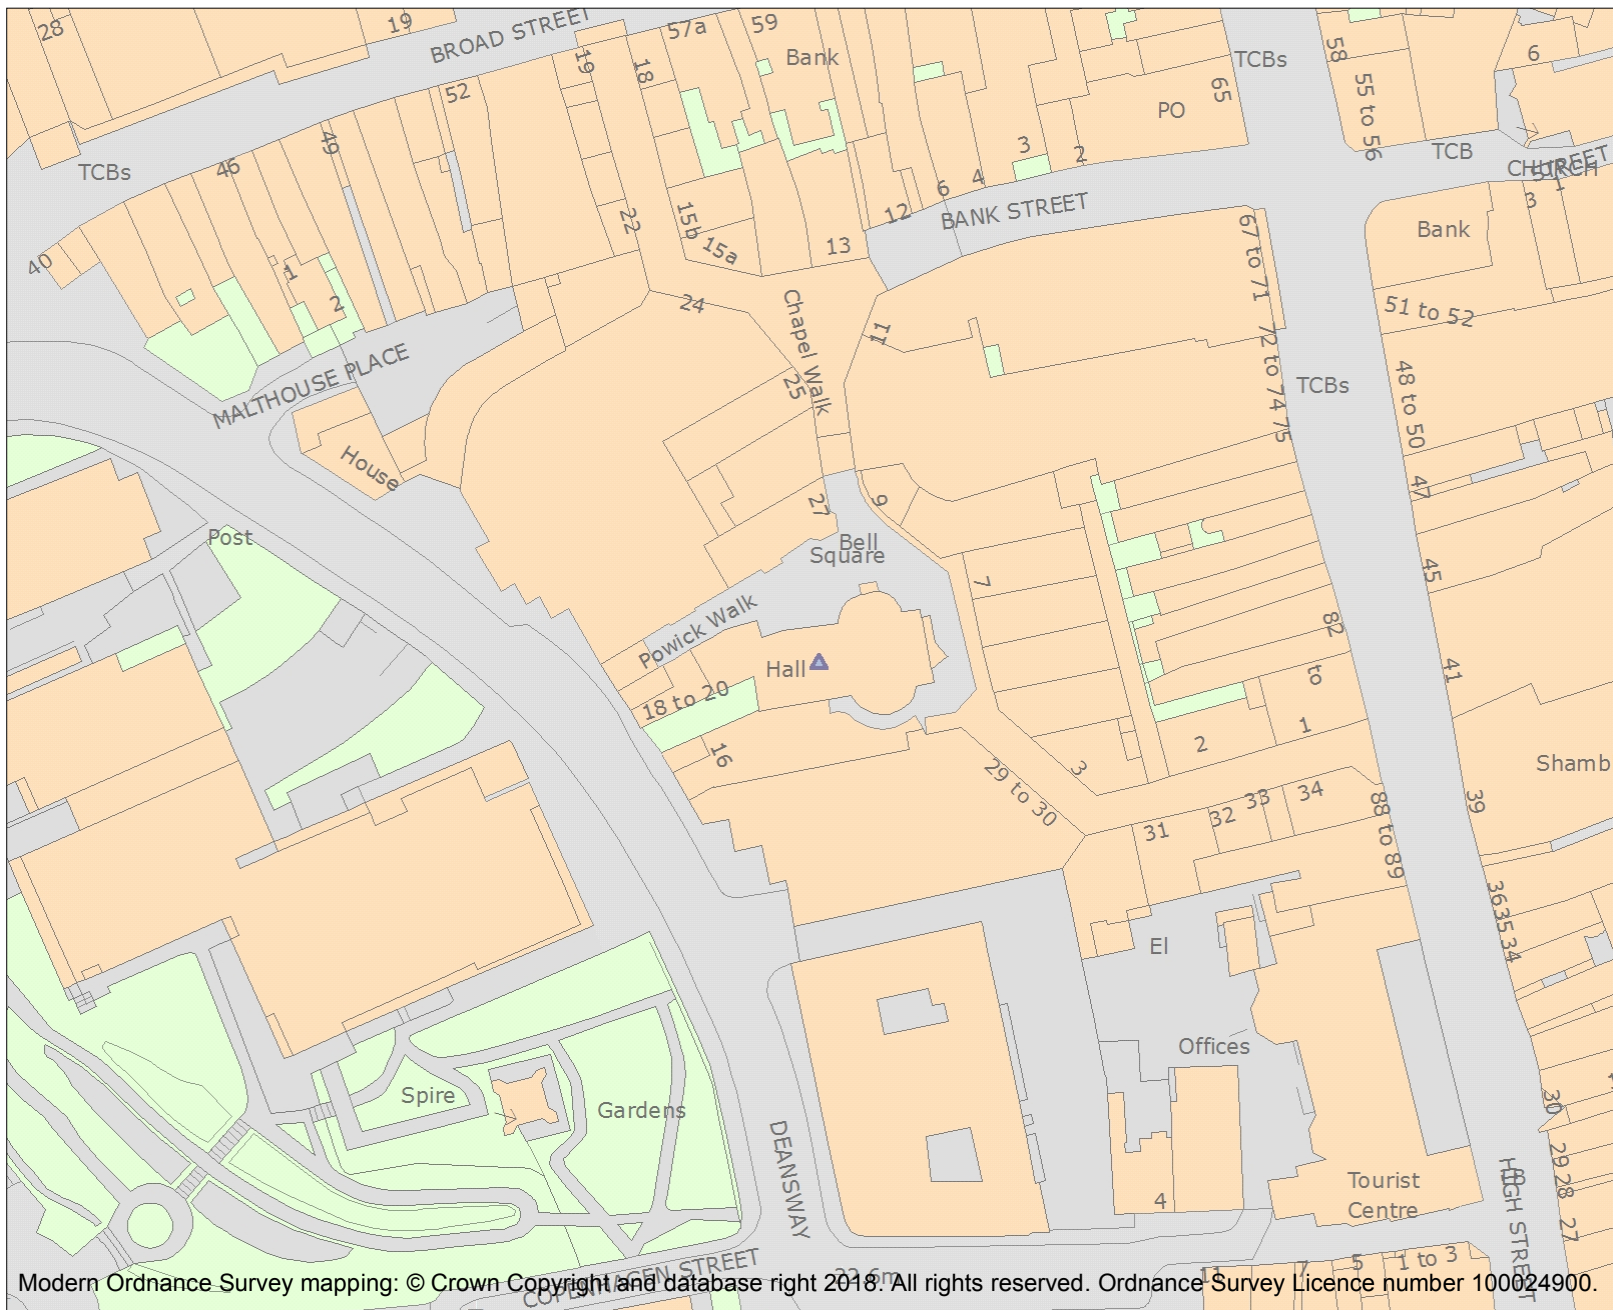 28
19
BROAD STREET
57a
59
Bank
TCBs
58
6
52
19
18
65
PO
55 to 56
TCB
CHURCH
STREET
TCBs
46
49
3
2
6
4
12
BANK STREET
1
3
Bank
40
1
2
22
15b
15a
13
67 to 71
51 to 52
24
Chapel Walk
11
72 to 74
75
TCBs
48 to 50
MALTHOUSE PLACE
25
House
47
27
9
Post
Bell
Square
7
45
Powick Walk
82
Hall
18 to 20
to
41
16
2
1
3
29 to 30
Shamb
39
31
32
33
34
88 to 89
36
35
34
El
Offices
Spire
Gardens
30
DEANSWAY
4
Tourist
Centre
29
28
27
HIGH STREET
COPENHAGEN STREET
22.6m
11
7
5
1 to 3
Modern Ordnance Survey mapping: © Crown Copyright and database right 2018. All rights reserved. Ordnance Survey Licence number 100024900.